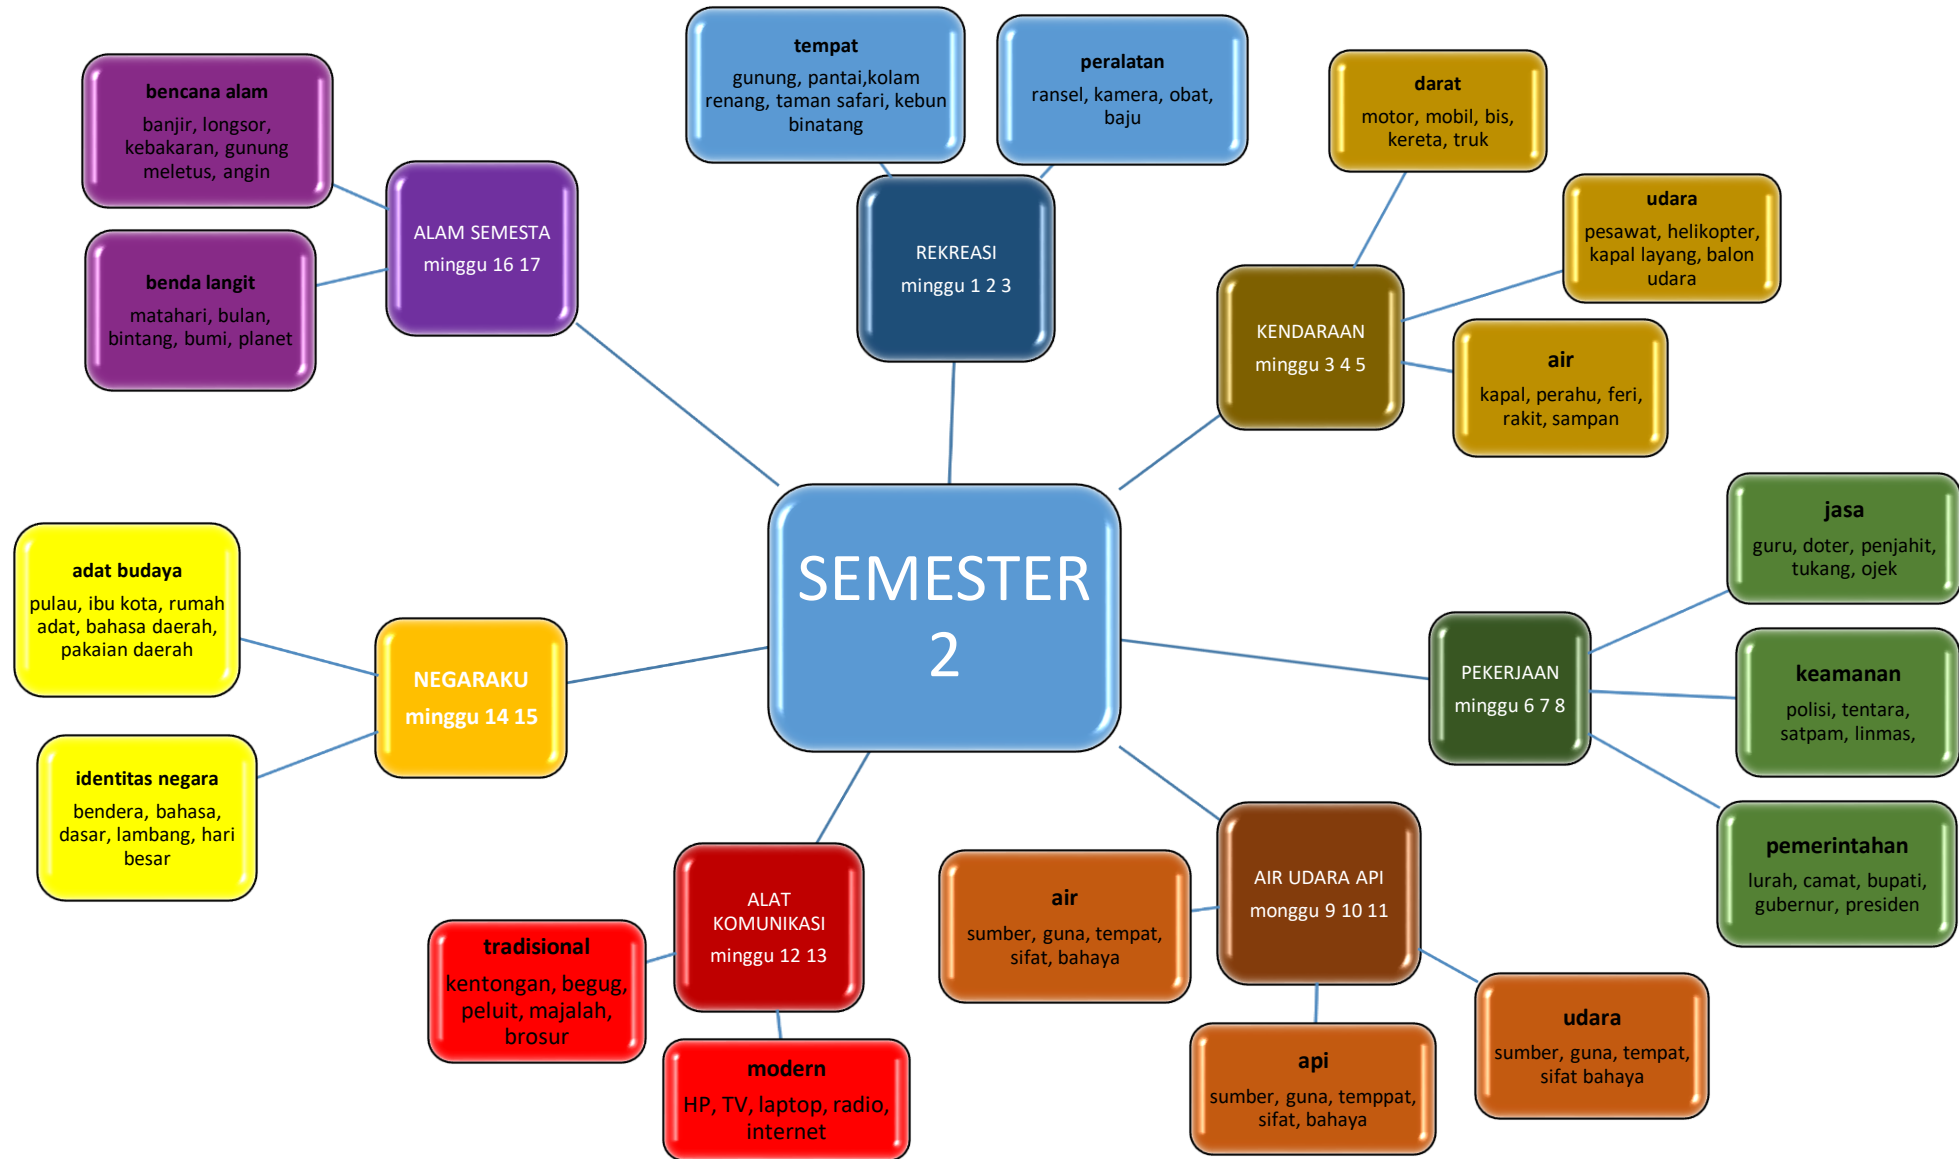 SEMESTER
2
REKREASI
minggu 1 2 3
tempat
gunung, pantai,kolam
renang, taman safari, kebun
binatang
peralatan
ransel, kamera, obat,
baju
KENDARAAN
minggu 3 4 5
darat
motor, mobil, bis,
kereta, truk
udara
pesawat, helikopter,
kapal layang, balon
udara
air
kapal, perahu, feri,
rakit, sampan
PEKERJAAN
minggu 6 7 8
jasa
guru, doter, penjahit,
tukang, ojek
keamanan
polisi, tentara,
satpam, linmas,
pemerintahan
lurah, camat, bupati,
gubernur, presiden
AIR UDARA API
monggu 9 10 11
udara
sumber, guna, tempat,
sifat bahaya
api
sumber, guna, temppat,
sifat, bahaya
air
sumber, guna, tempat,
sifat, bahaya
ALAT
KOMUNIKASI
minggu 12 13
modern
HP, TV, laptop, radio,
internet
tradisional
kentongan, begug,
peluit, majalah,
brosur
NEGARAKU
minggu 14 15
identitas negara
bendera, bahasa,
dasar, lambang, hari
besar
adat budaya
pulau, ibu kota, rumah
adat, bahasa daerah,
pakaian daerah
ALAM SEMESTA
minggu 16 17
benda langit
matahari, bulan,
bintang, bumi, planet
bencana alam
banjir, longsor,
kebakaran, gunung
meletus, angin